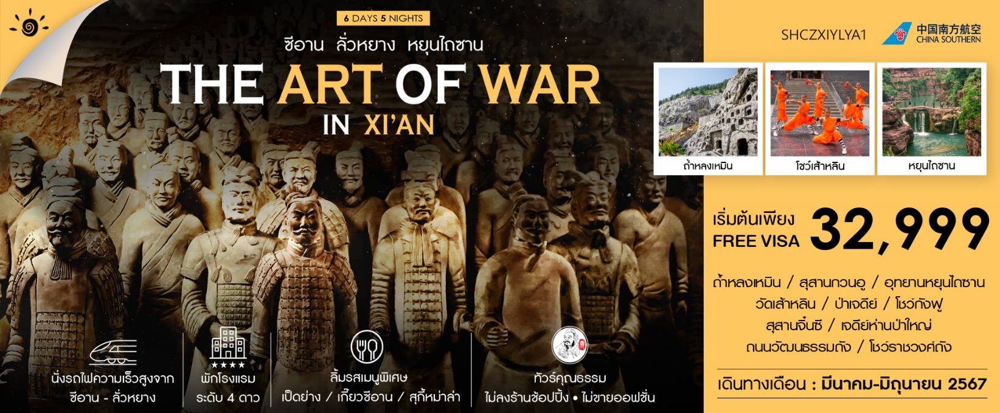 6 DAYS 5 NIGHTS
ซีอาน ลั่วหยาง หยุนไถซาน
THE ART OF WAR
IN XI'AN
นั่งรถไฟความเร็วสูงจาก
ซีอาน - ลั่วหยาง
พักโรงแรม
ระดับ 4 ดาว
ลิ้มรสเมนูพิเศษ
เป็ดย่าง / เกี๊ยวซีอาน / สุกี้หม่าล่า
ทัวร์คุณธรรม
ไม่ลงร้านช้อปปิ้ง • ไม่ขายออฟชั่น
SHCZXIYLYA1
中国南方航空
CHINA SOUTHERN
ถ้ำหลงเหมิน
โชว์เส้าหลิน
หยุนไถซาน
เริ่มต้นเพียง
FREE VISA
32,999
ถ้ำหลงเหมิน / สุสานกวนอู / อุทยานหยุนไถซาน
วัดเส้าหลิน / ป่าเจดีย์ / โชว์กังฟู
สุสานจิ๋นซี / เจดีย์ห่านป่าใหญ่
ถนนวัฒนธรรมถัง / โชว์ราชวงศ์ถัง
เดินทางเดือน : มีนาคม-มิถุนายน 2567